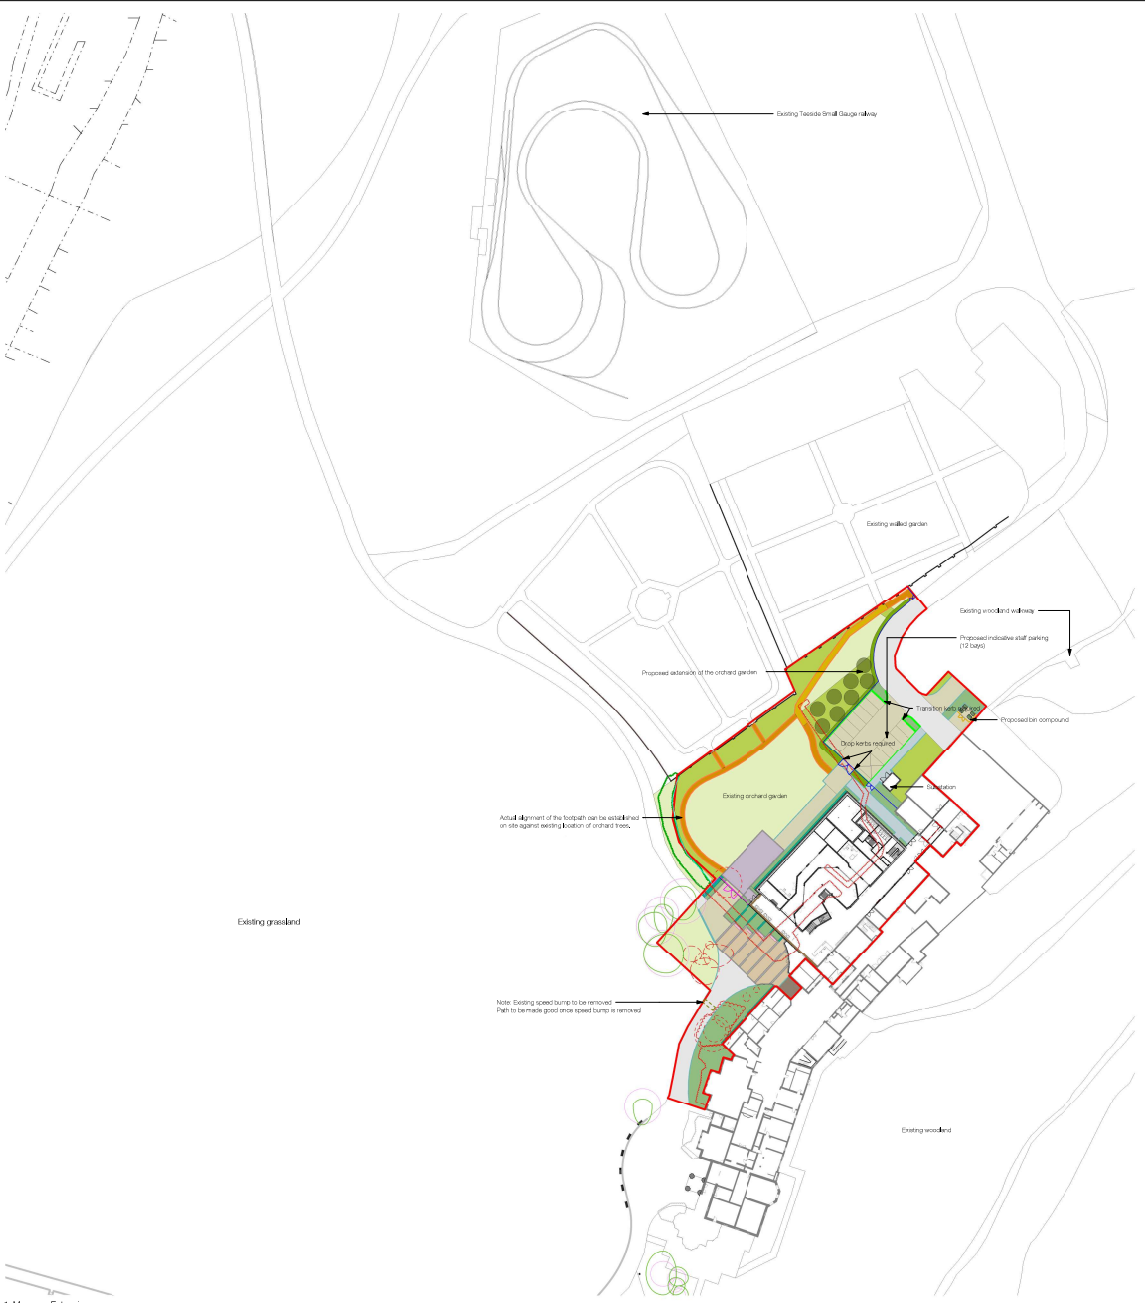 Existing Teeside Small Gauge railway
Existing walled garden
Existing woodland walkway
Proposed indicative staff parking
(12 bays)
Proposed extension of the orchard garden
Transition kerb required
Proposed bin compound
Drop kerbs required
Substation
Existing orchard garden
Actual alignment of the footpath can be established
on site against existing location of orchard trees.
Existing grassland
Note: Existing speed bump to be removed
Path to be made good once speed bump is removed
Existing woodland